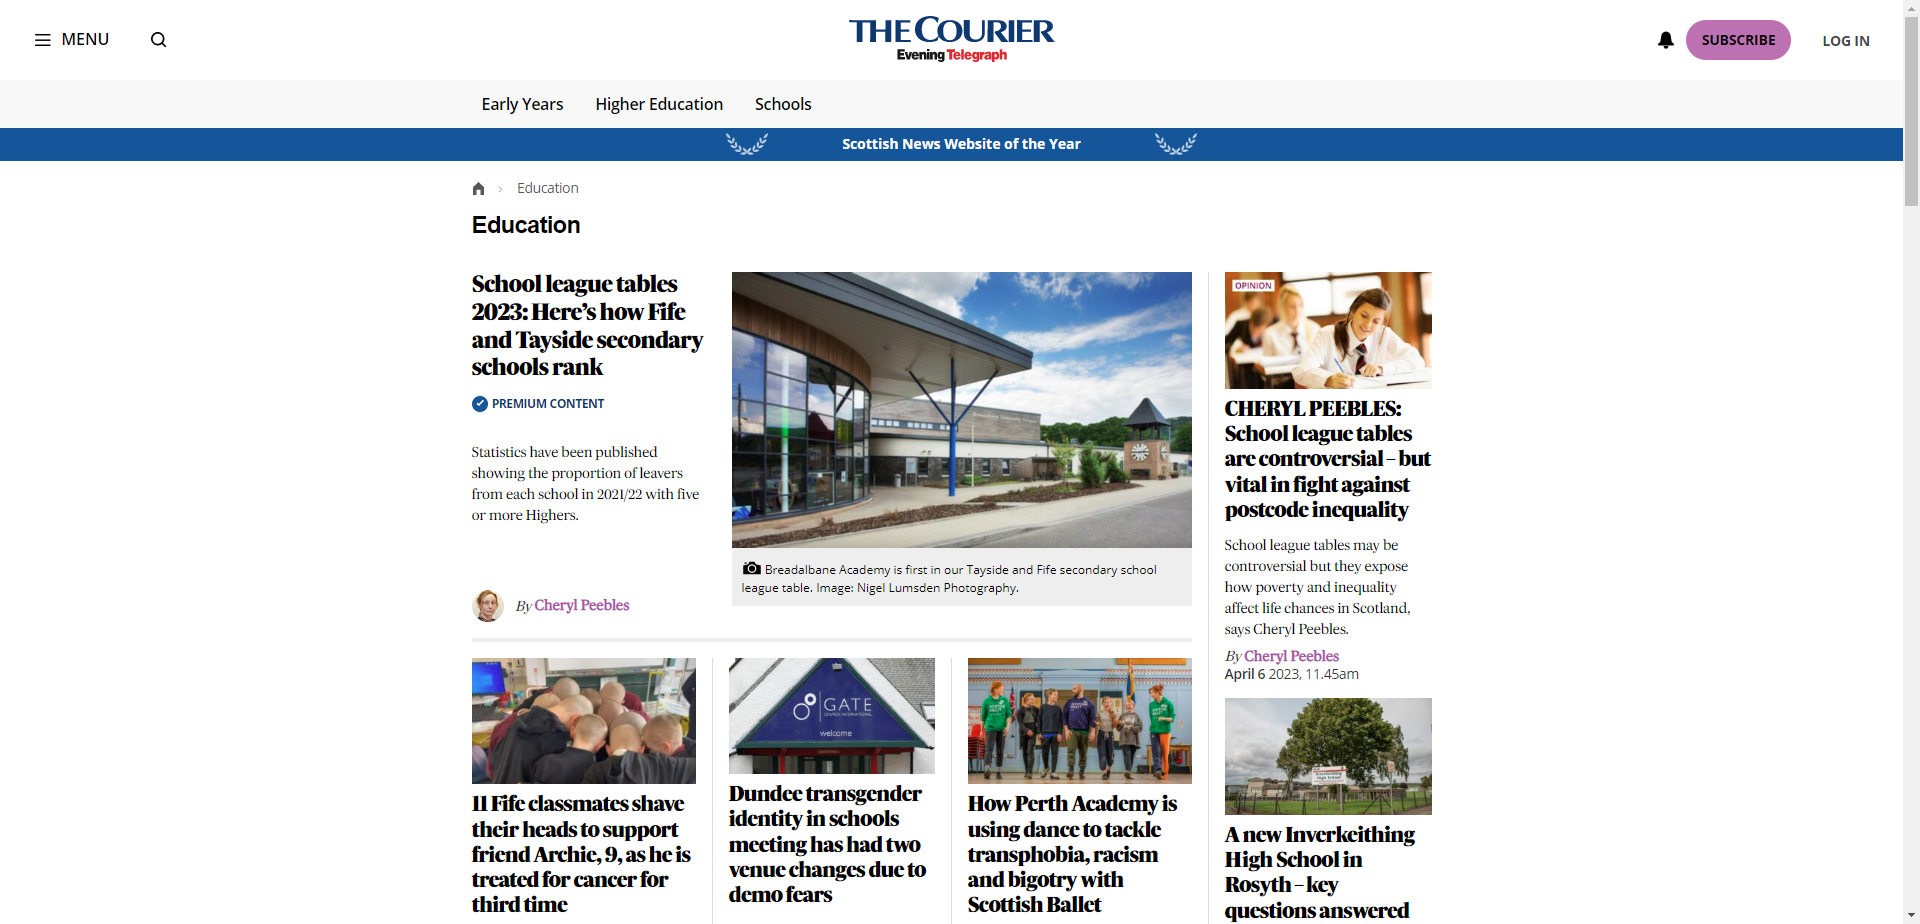 MENU
THE COURIER
Evening Telegraph
SUBSCRIBE
LOG IN
Early Years
Higher Education
Schools
Scottish News Website of the Year
Education
Education
School league tables
2023: Here's how Fife
and Tayside secondary
schools rank
PREMIUM CONTENT
Statistics have been published
showing the proportion of leavers
from each school in 2021/22 with five
or more Highers.
By Cheryl Peebles
Breadalbane Academy is first in our Tayside and Fife secondary school
league table. Image: Nigel Lumsden Photography.
OPINION
CHERYL PEEBLES:
School league tables
are controversial – but
vital in fight against
postcode inequality
School league tables may be
controversial but they expose
how poverty and inequality
affect life chances in Scotland,
says Cheryl Peebles.
By Cheryl Peebles
April 6 2023, 11.45am
11 Fife classmates shave
their heads to support
friend Archie, 9, as he is
treated for cancer for
third time
GATE
CHURCH INTERNATIONAL
welcome
Dundee transgender
identity in schools
meeting has had two
venue changes due to
demo fears
How Perth Academy is
using dance to tackle
transphobia, racism
and bigotry with
Scottish Ballet
Inverkeithing
High School
A new Inverkeithing
High School in
Rosyth – key
questions answered